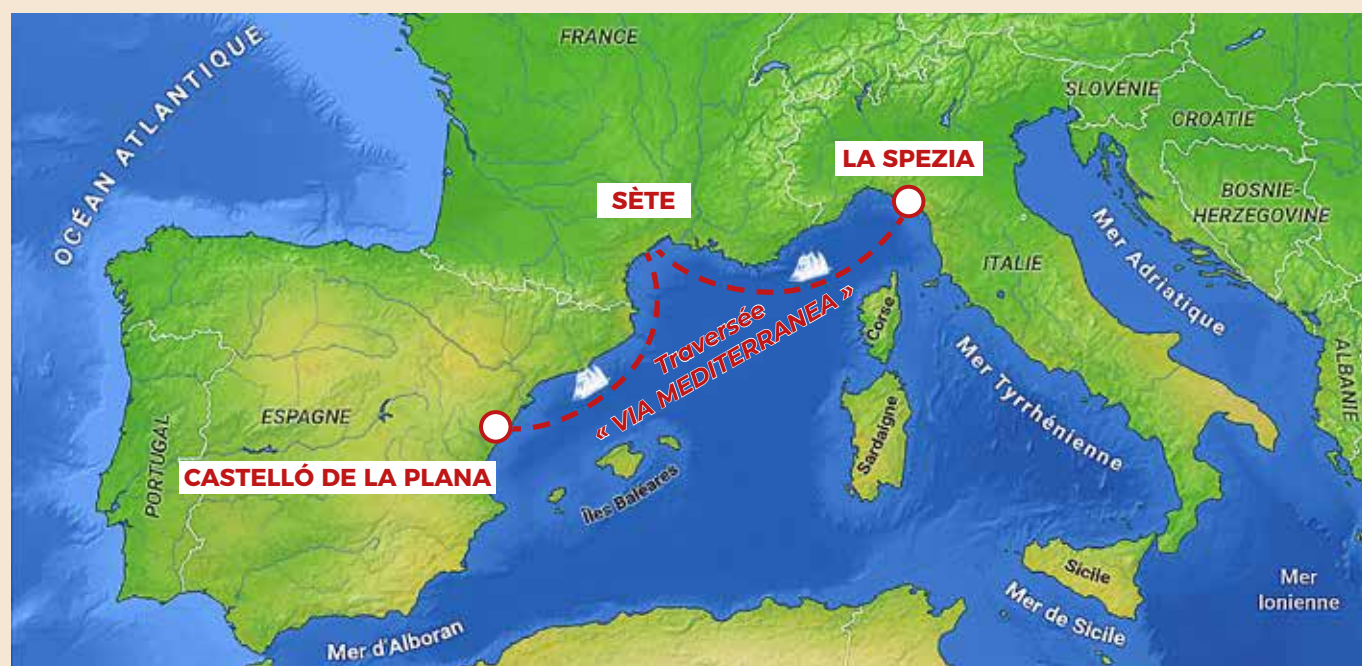 FRANCE
OCÉAN ATLANTIQUE
SLOVÉNIE
CROATIE
LA SPEZIA
BOSNIE-
HERZEGOVINE
SÈTE
Mer Adriatique
ITALIE
Traversée
« VIA MEDITERRANEA »
Corse
Mer Tyrrhénienne
ALBANIE
ESPAGNE
PORTUGAL
Sardaigne
CASTELLÓ DE LA PLANA
Îles Baléares
Sicile
Mer
Ionienne
Mer de Sicile
Mer d'Alboran